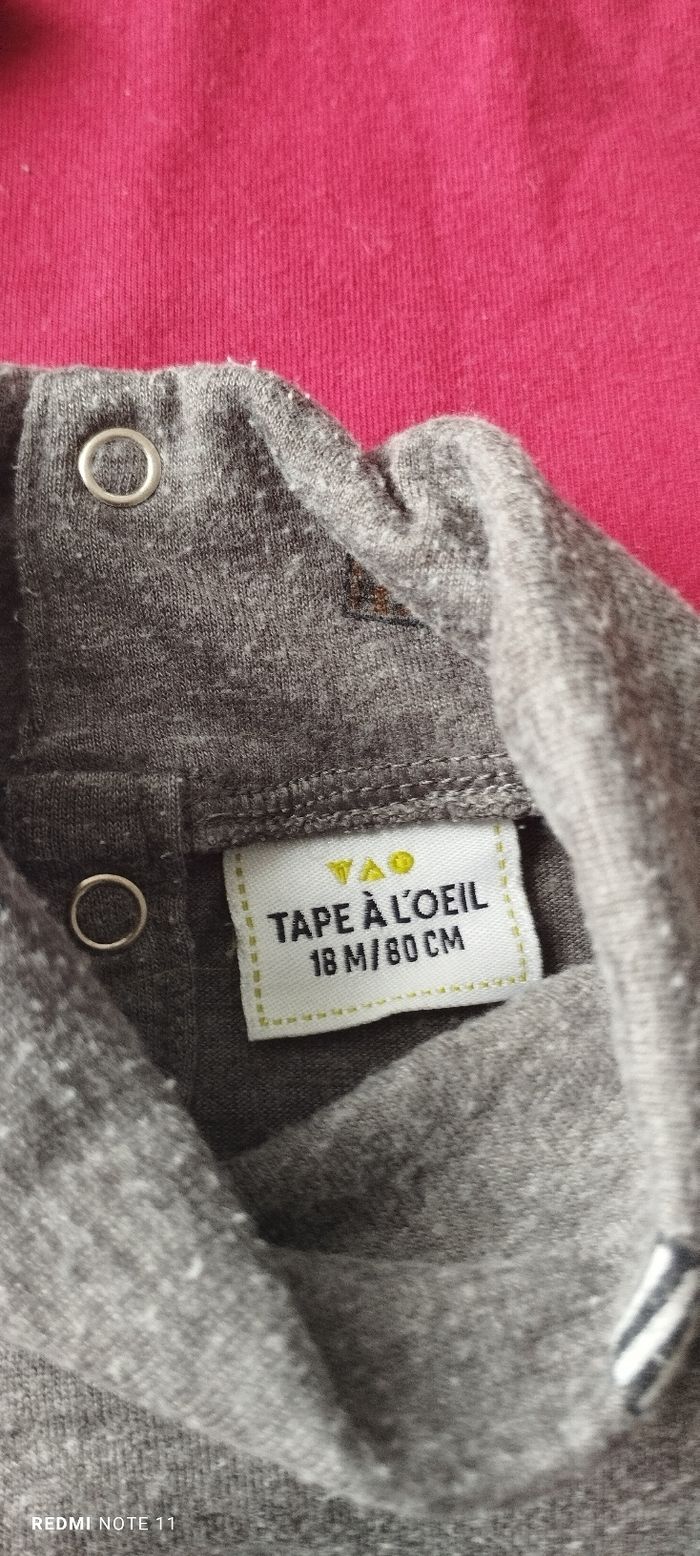 TAO
TAPE À L'OEIL
18 M/80 CM
REDMI NOTE 11